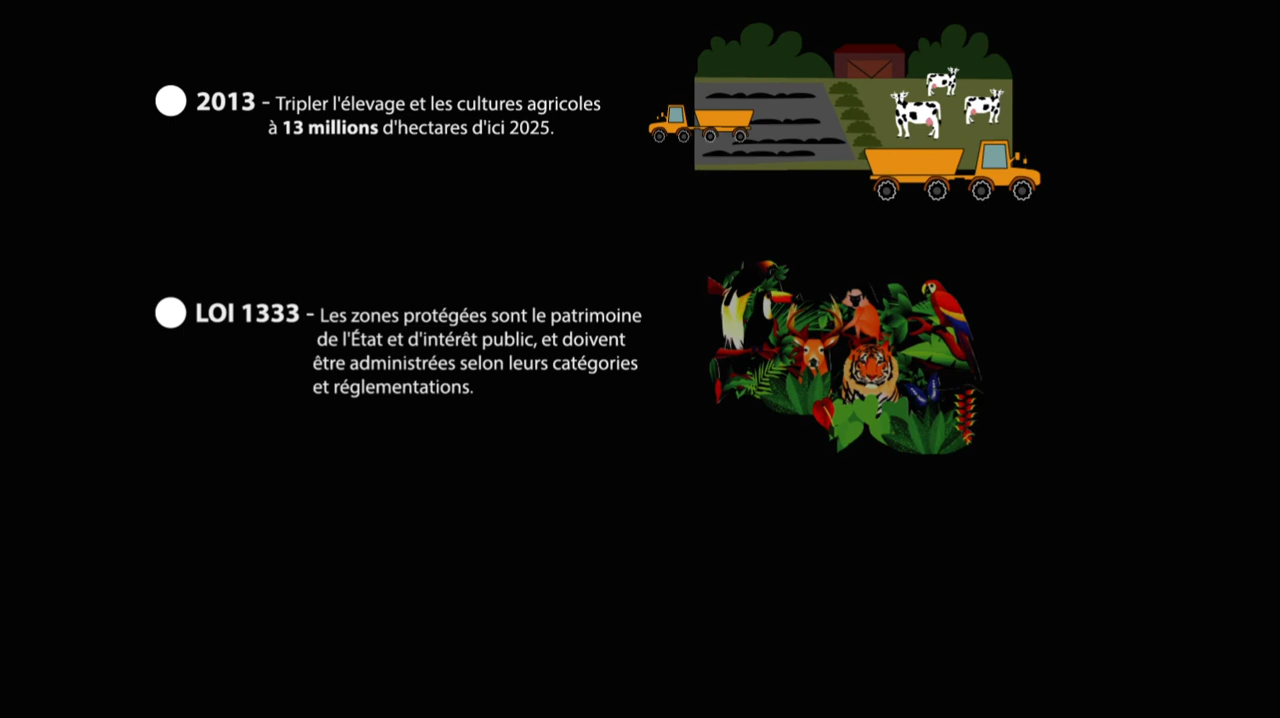 2013 - Tripler l'élevage et les cultures agricoles
à 13 millions d'hectares d'ici 2025.
LOI 1333 - Les zones protégées sont le patrimoine
de l'État et d'intérêt public, et doivent
être administrées selon leurs catégories
et réglementations.